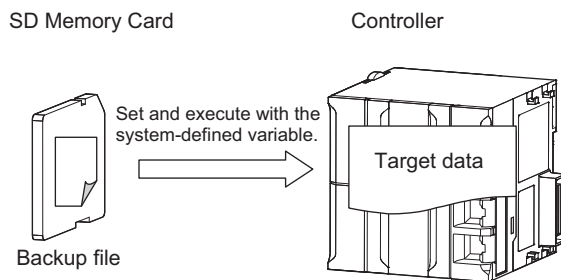 SD Memory Card
Controller
Set and execute with the
system-defined variable.
Target data
Backup file